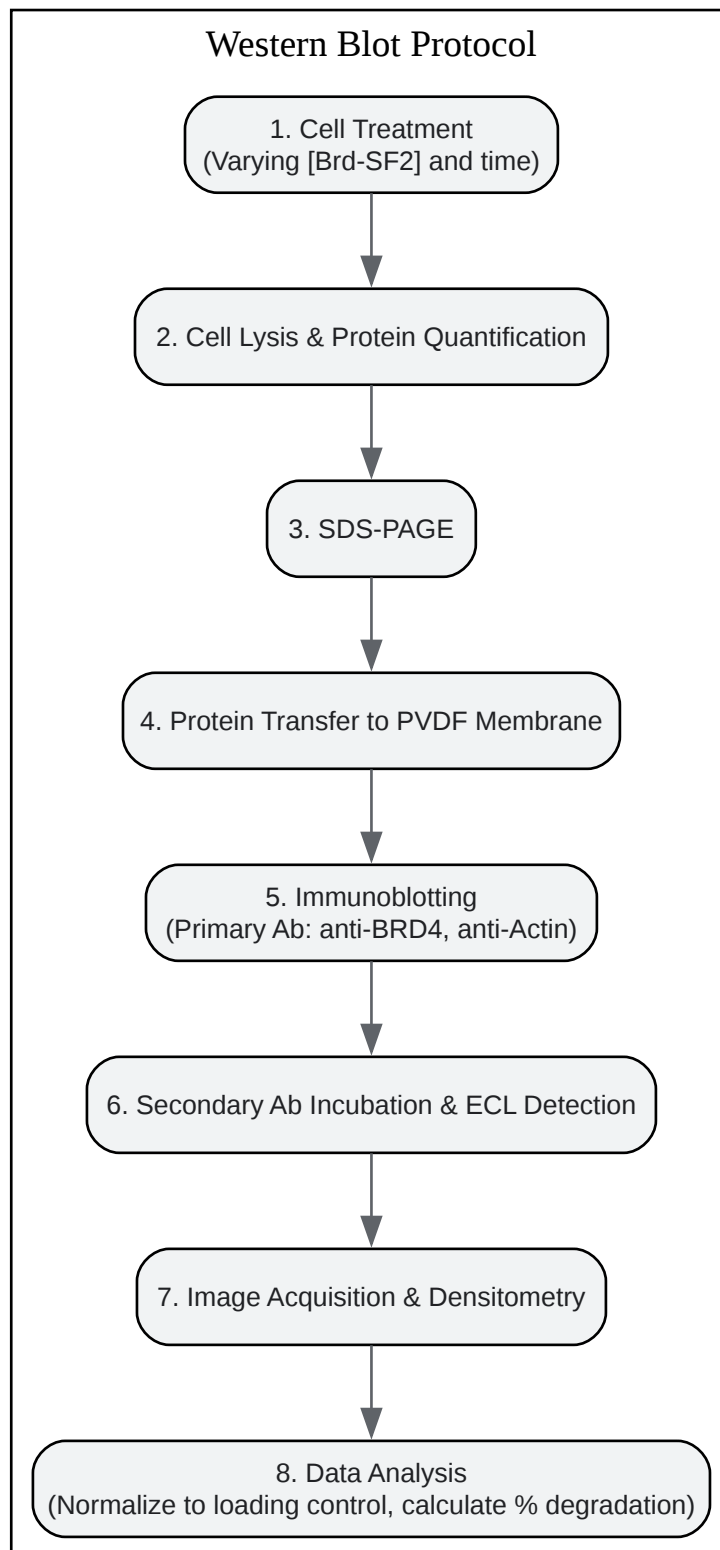 Western Blot Protocol
1. Cell Treatment
(Varying [Brd-SF2] and time)
2. Cell Lysis & Protein Quantification
3. SDS-PAGE
4. Protein Transfer to PVDF Membrane
5. Immunoblotting
(Primary Ab: anti-BRD4, anti-Actin)
6. Secondary Ab Incubation & ECL Detection
7. Image Acquisition & Densitometry
8. Data Analysis
(Normalize to loading control, calculate % degradation)